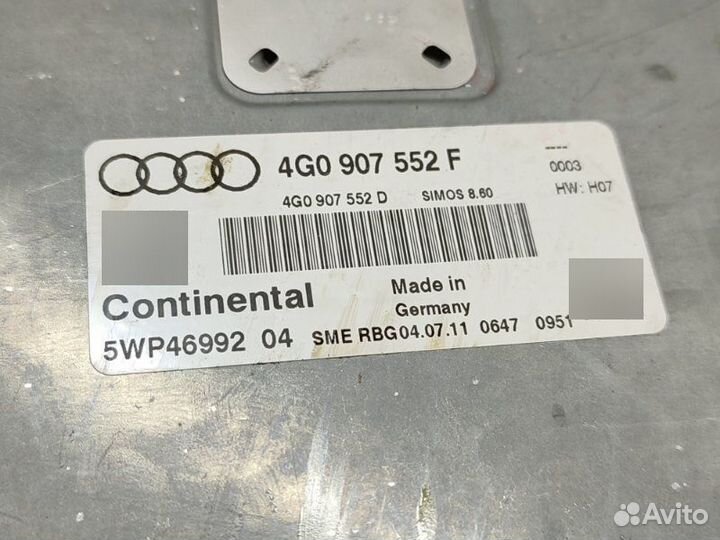 4G0 907 552 F
----
0003
4G0 907 552 D SIMOS 8.60
HW: H07
Continental
Made in
Germany
5WP46992 04 SME RBG04.07.11 0647 0951
Avito